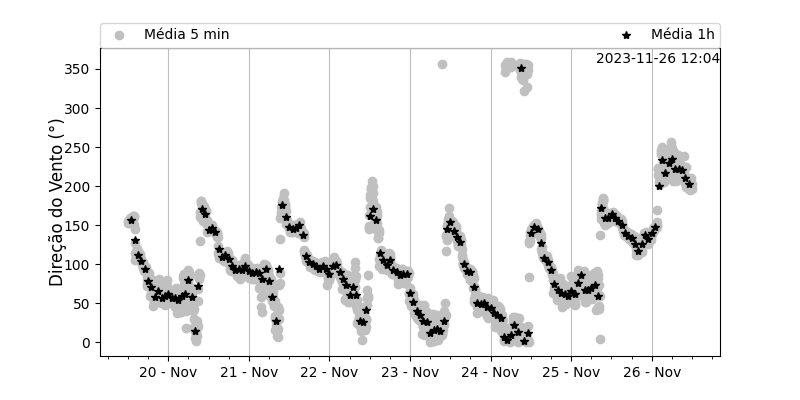 Média 5 min
Média 1h
2023-11-26 12:04
Direção do Vento (°)
350
300
250
200
150
100
50
0
20 - Nov
21 - Nov
22 - Nov
23 - Nov
24 - Nov
25 - Nov
26 - Nov